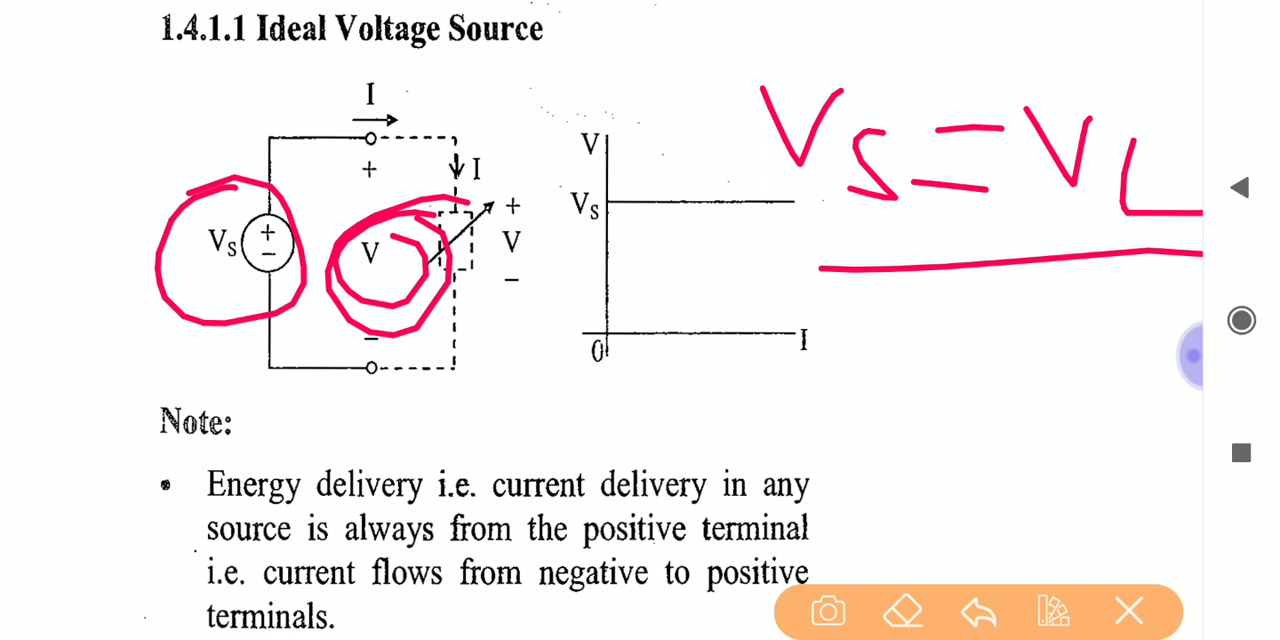 1.4.1.1 Ideal Voltage Source
I
+
I
V
Vs = VL
Vs
+
−
V
+
V
−
Vs
−
0
I
Note:
• Energy delivery i.e. current delivery in any
source is always from the positive terminal
i.e. current flows from negative to positive
terminals.